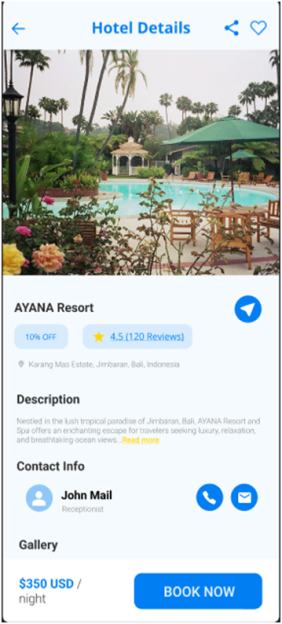 Hotel Details
AYANA Resort
10% OFF
4.5 (120 Reviews)
Karang Mas Estate, Jimbaran, Bali, Indonesia
Description
Nestled in the lush tropical paradise of Jimbaran, Bali, AYANA Resort and
Spa offers an enchanting escape for travelers seeking luxury, relaxation,
and breathtaking ocean views...Read more
Contact Info
John Mail
Receptionist
Gallery
$350 USD /
night
BOOK NOW